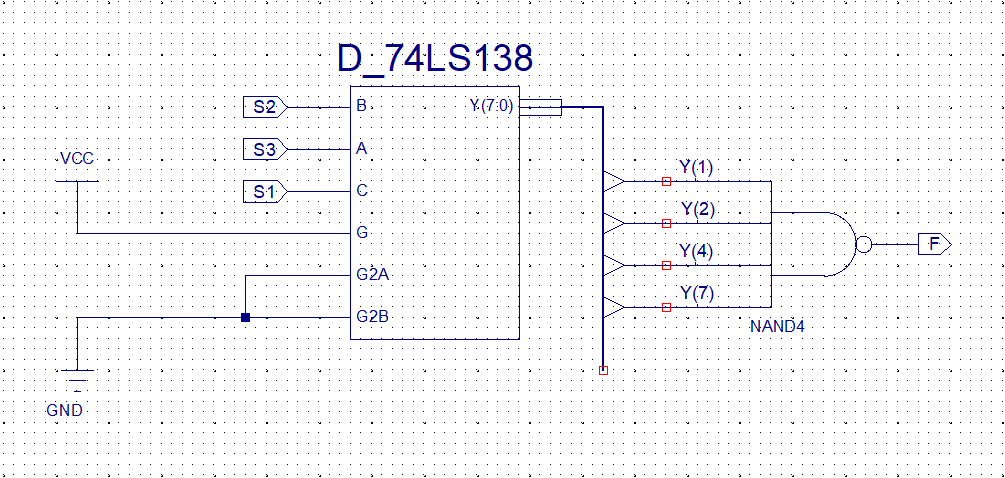 D_74LS138
S2
B
Y(7:0)
S3
A
VCC
Y(1)
S1
C
Y(2)
G
F
Y(4)
G2A
Y(7)
G2B
NAND4
GND